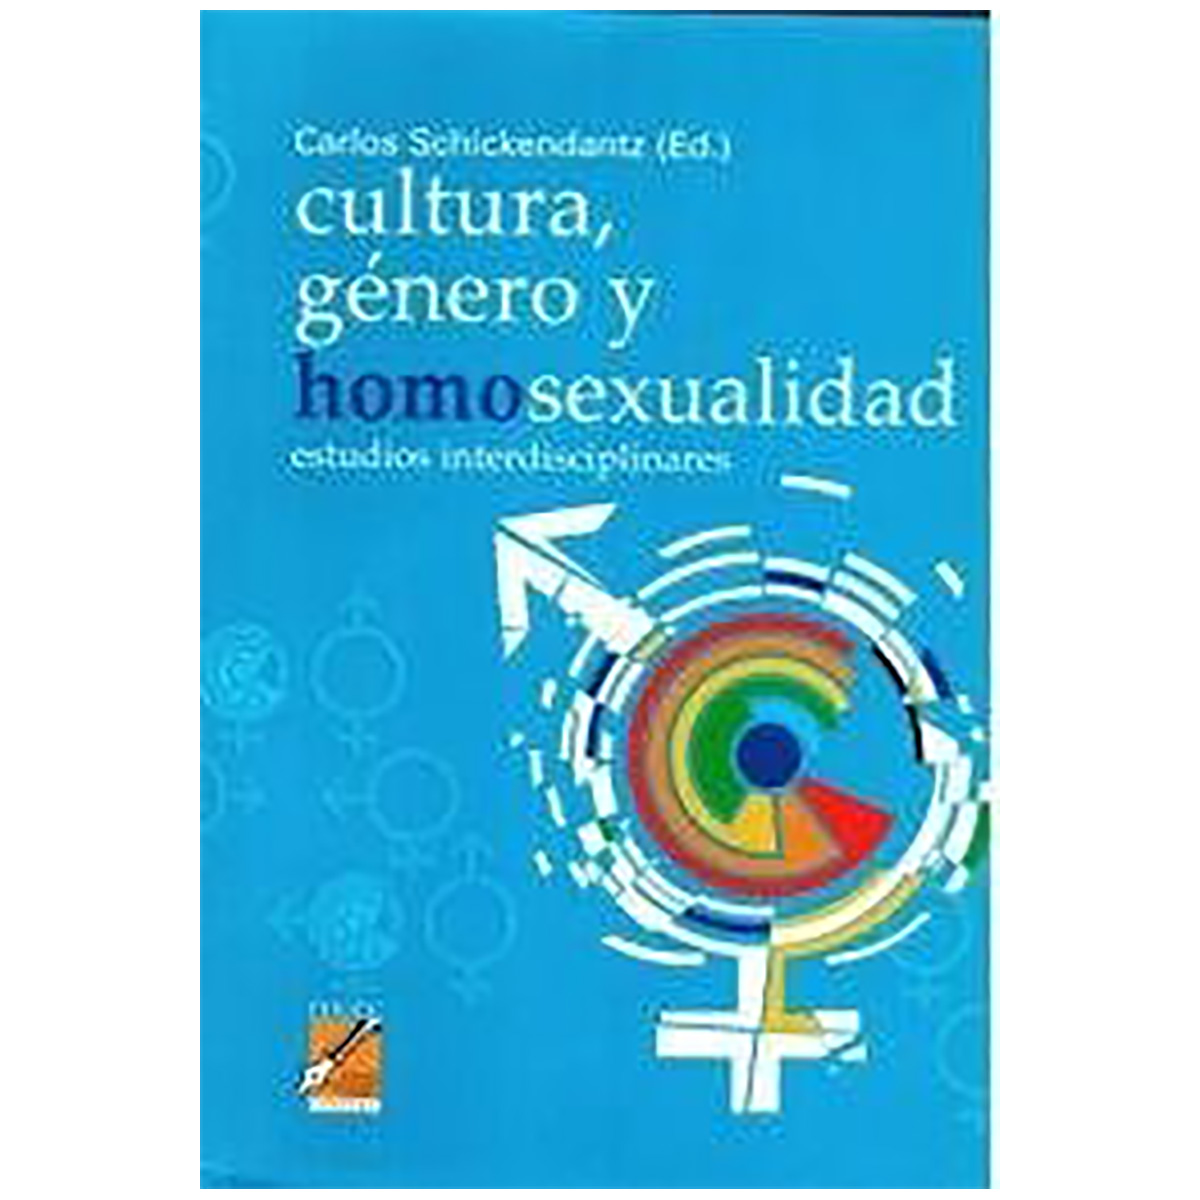 Carlos Schickendantz (Ed.)
cultura,
género y
homosexualidad
estudios interdisciplinares